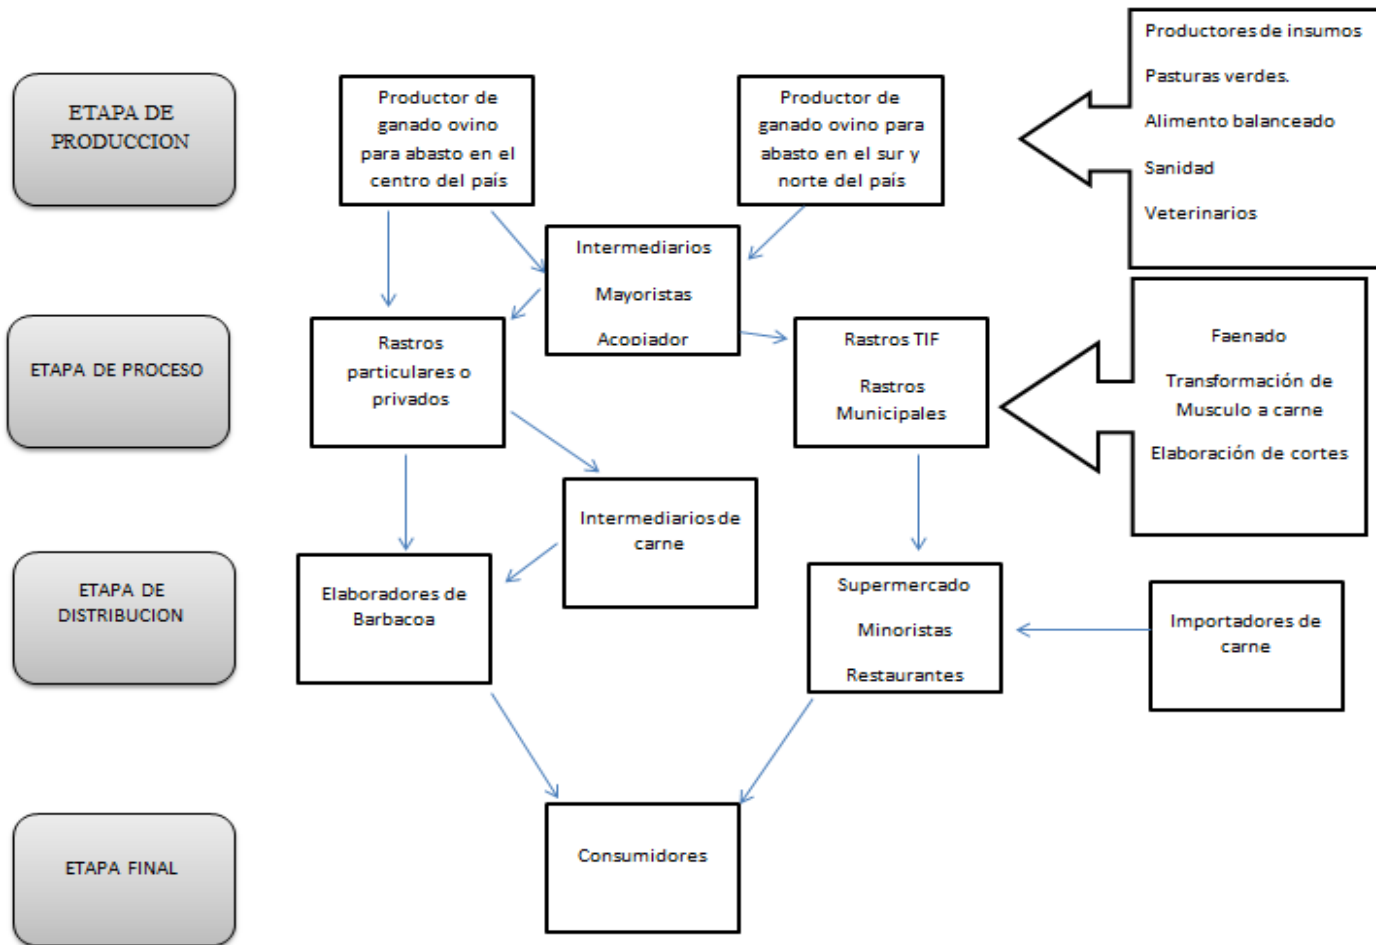 Productores de insumos
Pasturas verdes.
Alimento balanceado
Sanidad
Veterinarios
ETAPA DE
PRODUCCION
Productor de
ganado ovino
para abasto en el
centro del país
Productor de
ganado ovino para
abasto en el sur y
norte del país
Intermediarios
Mayoristas
Acopiador
ETAPA DE PROCESO
Rastros
particulares o
privados
Rastros TIF
Rastros
Municipales
Faenado
Transformación de
Musculo a carne
Elaboración de cortes
Intermediarios de
carne
ETAPA DE
DISTRIBUCION
Elaboradores de
Barbacoa
Supermercado
Minoristas
Restaurantes
Importadores de
carne
ETAPA FINAL
Consumidores